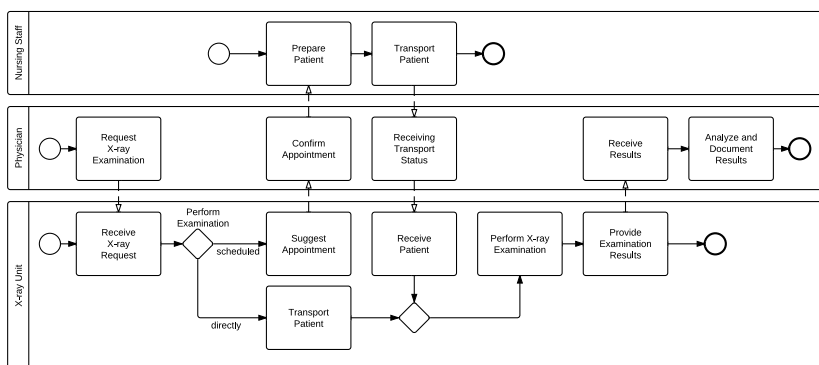 Nursing Staff
Prepare
Patient
Transport
Patient
Physician
Request
X-ray
Examination
Confirm
Appointment
Receiving
Transport
Status
Receive
Results
Analyze and
Document
Results
X-ray Unit
Receive
X-ray
Request
Perform
Examination
scheduled
directly
Suggest
Appointment
Transport
Patient
Receive
Patient
Perform X-ray
Examination
Provide
Examination
Results